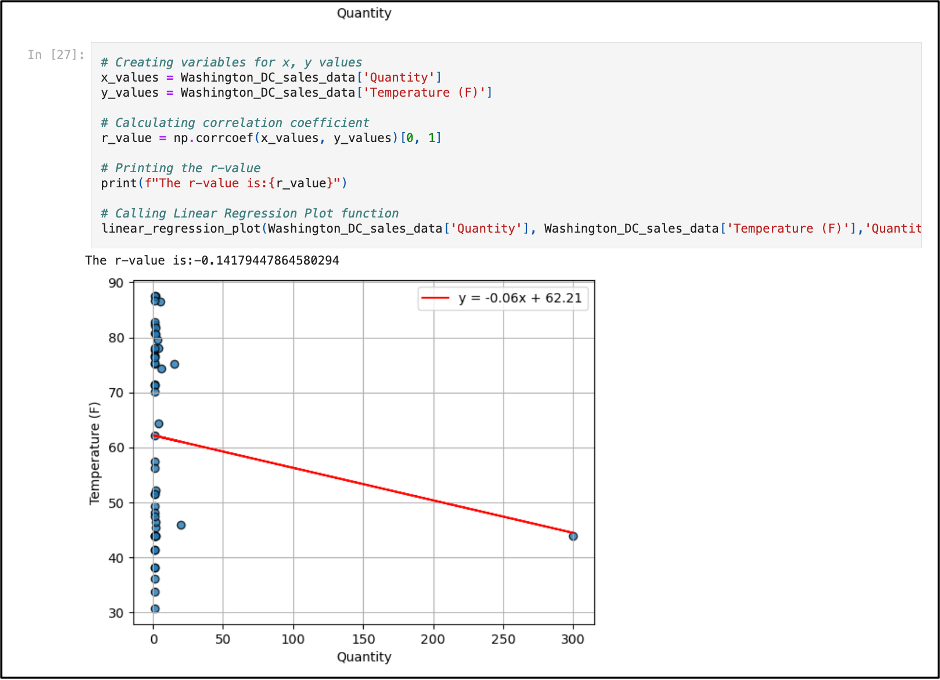 Quantity
In [27]:
# Creating variables for x, y values
x_values = Washington_DC_sales_data['Quantity']
y_values = Washington_DC_sales_data['Temperature (F)']
# Calculating correlation coefficient
r_value = np.corrcoef(x_values, y_values)[0, 1]
# Printing the r-value
print(f"The r-value is:{r_value}")
# Calling Linear Regression Plot function
linear_regression_plot(Washington_DC_sales_data['Quantity'], Washington_DC_sales_data['Temperature (F)'],'Quantit
The r-value is:-0.14179447864580294
y = -0.06x + 62.21
90
80
70
60
50
40
30
Temperature (F)
0 50 100 150 200 250 300
Quantity